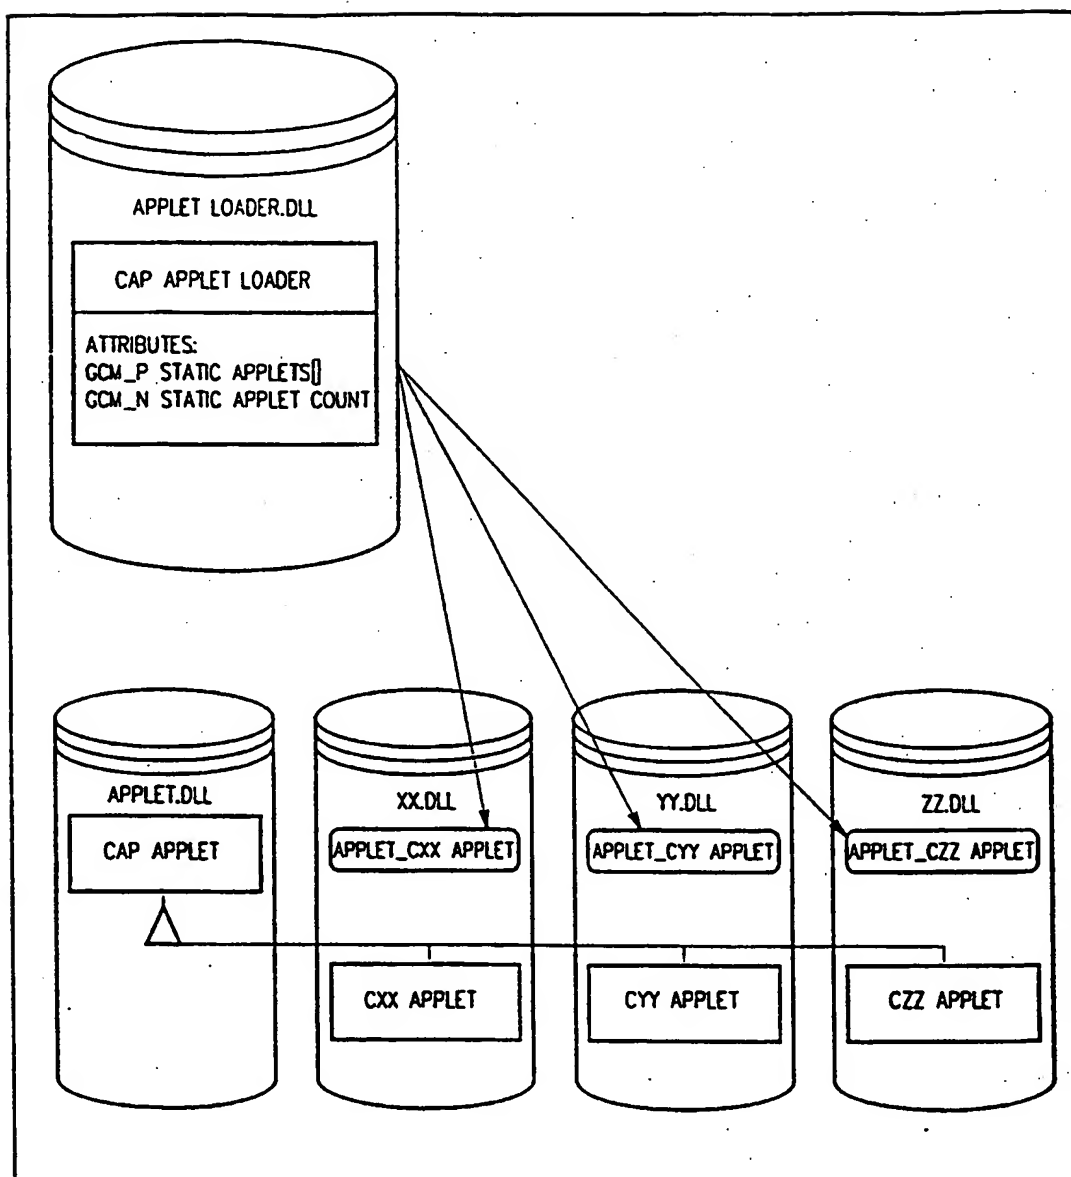 APPLET LOADER.DLL
CAP APPLET LOADER
ATTRIBUTES:
GCM_P STATIC APPLETS[]
GCM_N STATIC APPLET COUNT
APPLET.DLL
XX.DLL
YY.DLL
ZZ.DLL
CAP APPLET
APPLET_CXX APPLET
APPLET_CYY APPLET
APPLET_CZZ APPLET
CXX APPLET
CYY APPLET
CZZ APPLET